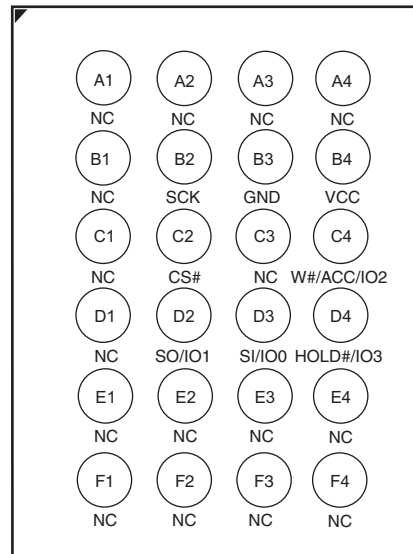 A1 A2 A3 A4
NC NC NC NC
B1 B2 B3 B4
NC SCK GND VCC
C1 C2 C3 C4
NC CS# NC W#/ACC/IO2
D1 D2 D3 D4
NC SO/IO1 SI/IO0 HOLD#/IO3
E1 E2 E3 E4
NC NC NC NC
F1 F2 F3 F4
NC NC NC NC